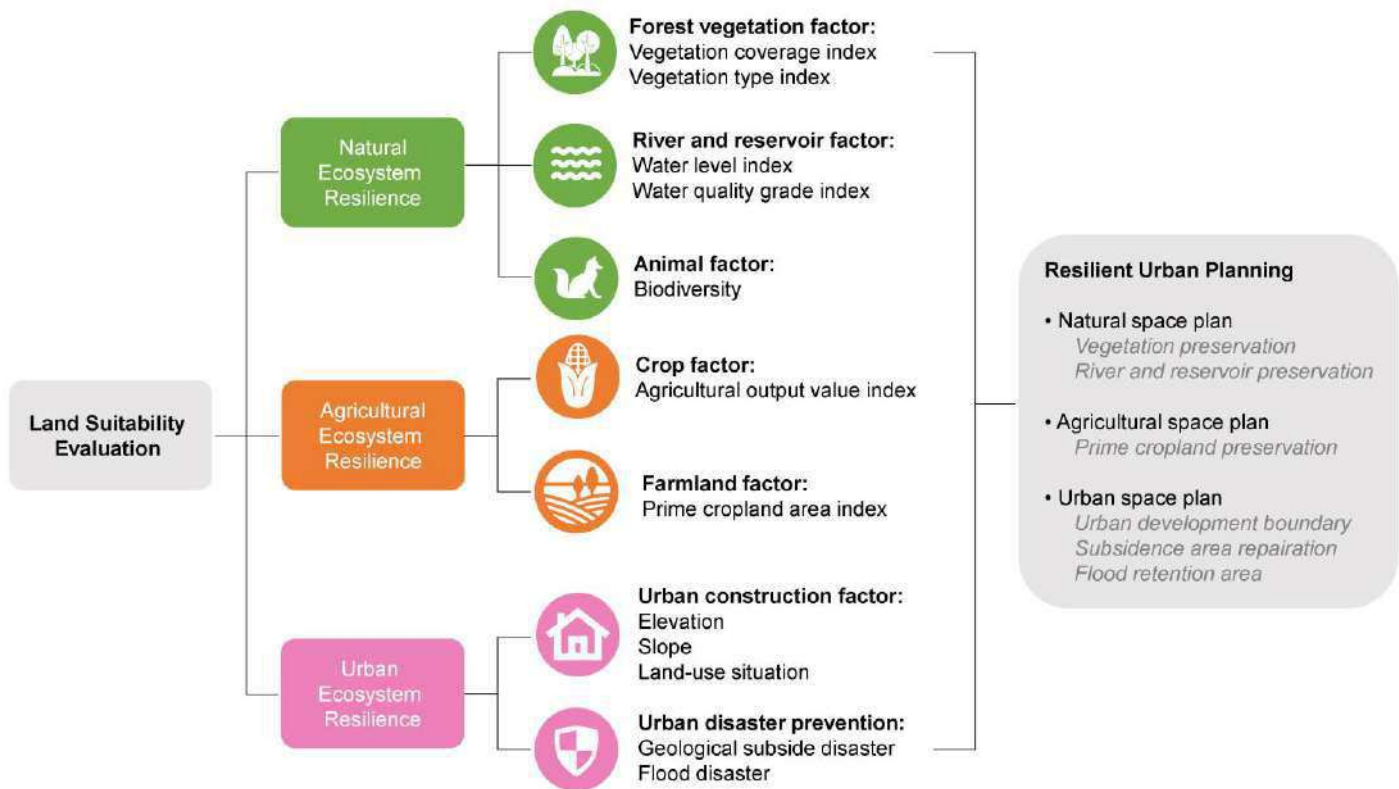 Land Suitability
Evaluation
Natural
Ecosystem
Resilience
Forest vegetation factor:
Vegetation coverage index
Vegetation type index
River and reservoir factor:
Water level index
Water quality grade index
Animal factor:
Biodiversity
Agricultural
Ecosystem
Resilience
Crop factor:
Agricultural output value index
Farmland factor:
Prime cropland area index
Urban
Ecosystem
Resilience
Urban construction factor:
Elevation
Slope
Land-use situation
Urban disaster prevention:
Geological subside disaster
Flood disaster
Resilient Urban Planning
• Natural space plan
Vegetation preservation
River and reservoir preservation
• Agricultural space plan
Prime cropland preservation
• Urban space plan
Urban development boundary
Subsidence area repairation
Flood retention area